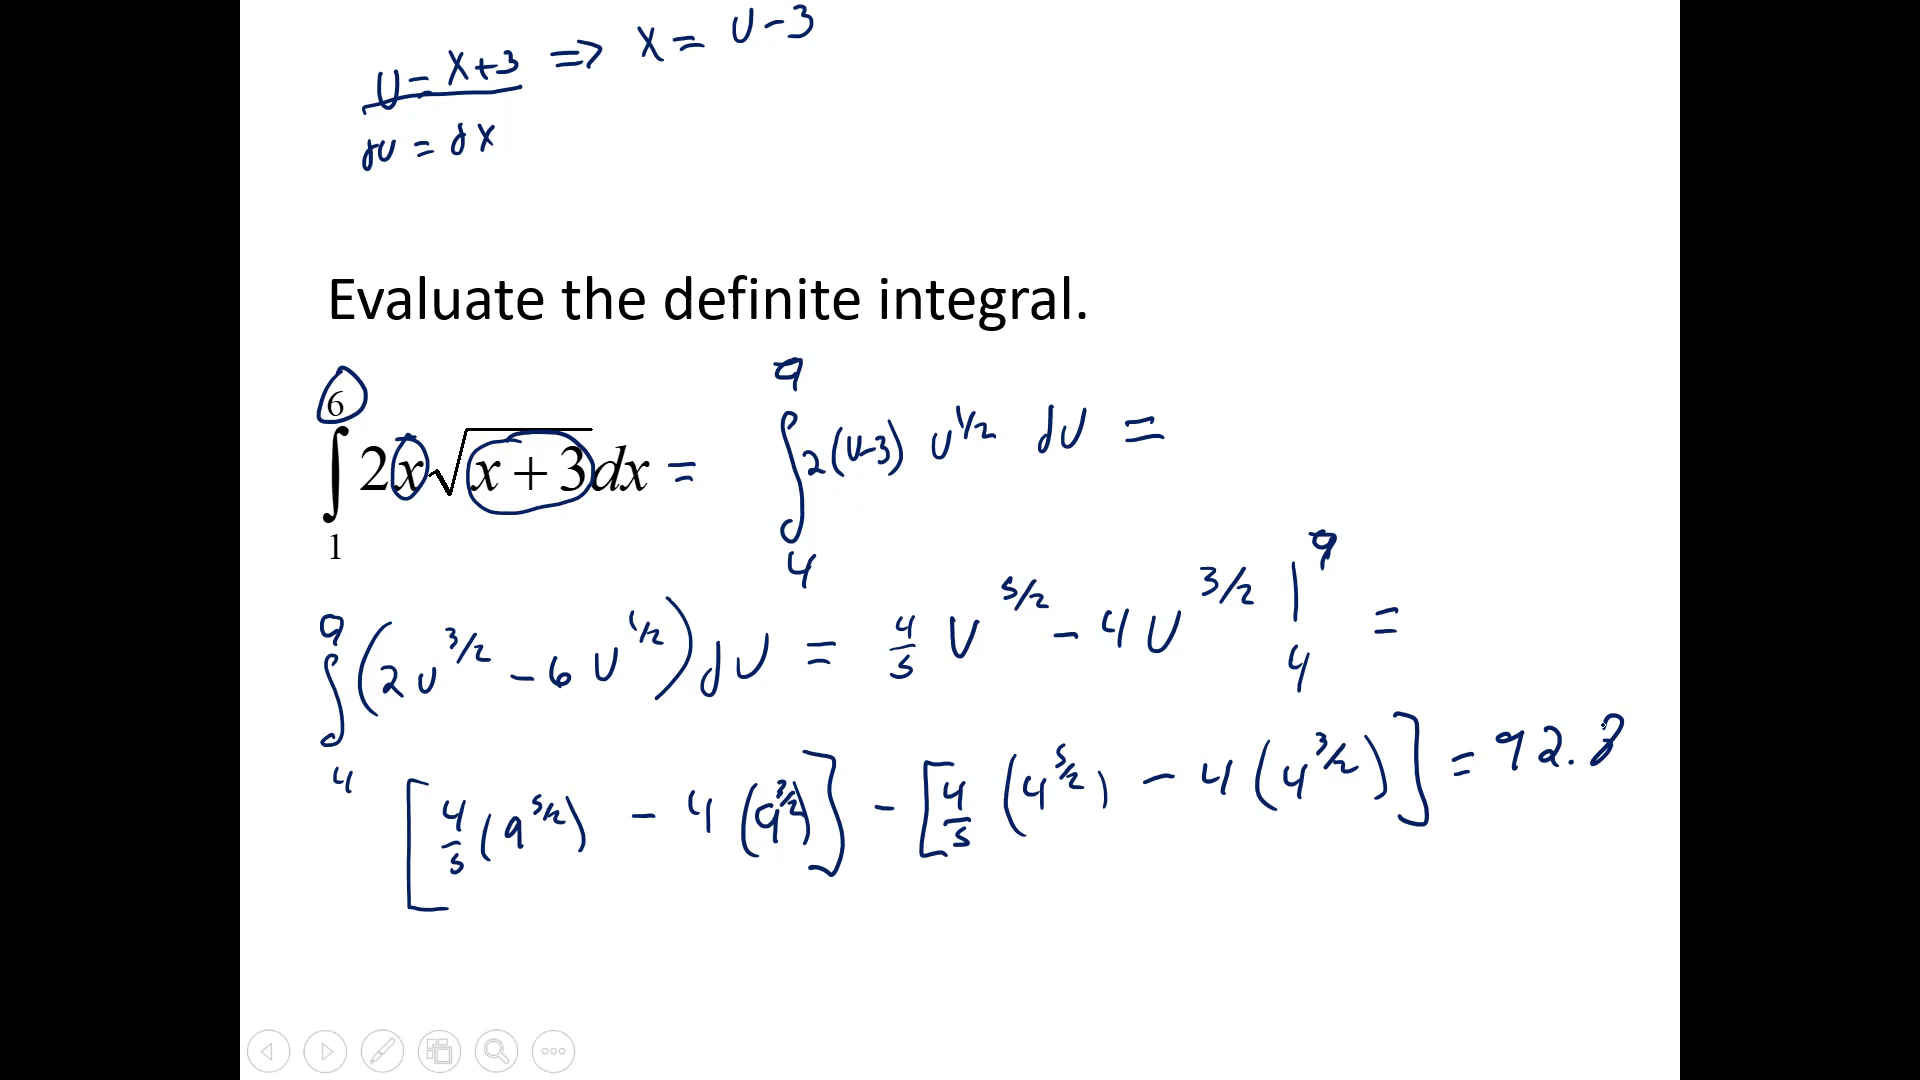 U = x+3 => x = U-3
du = dx
Evaluate the definite integral.
∫₁⁶ 2x√(x+3)dx = ∫₄⁹ 2(u-3) u^1/2 du =
∫₄⁹ (2u^3/2 - 6u^1/2) du = 4/5 u^5/2 - 4u^3/2 |₄⁹ =
[4/5 (9^5/2) - 4(9^3/2)] - [4/5 (4^5/2) - 4(4^3/2)] = 92.8